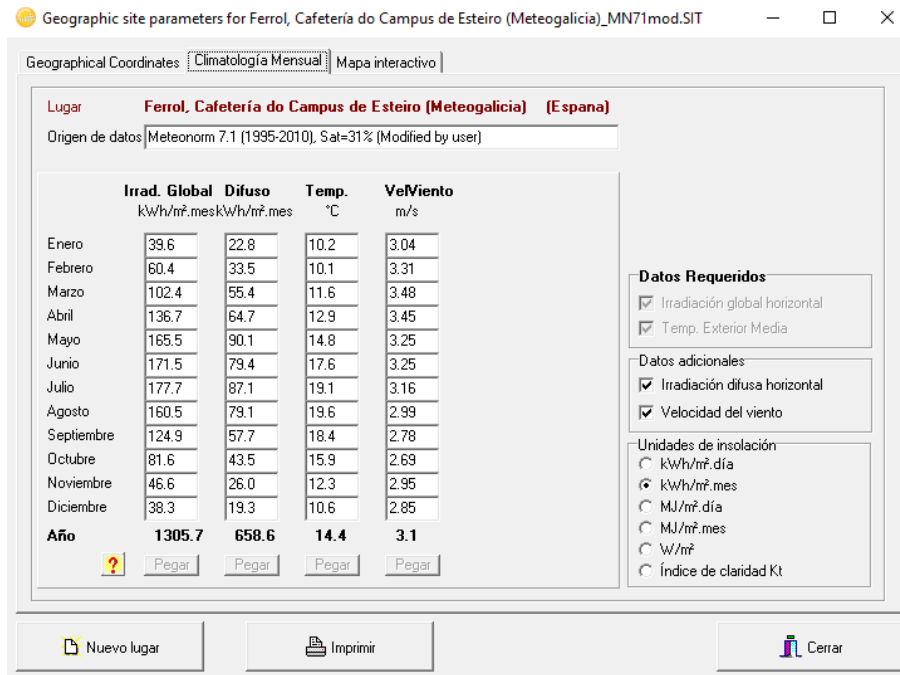 Geographic site parameters for Ferrol, Cafetería do Campus de Esteiro (Meteogalicia)_MN71mod.SIT
Geographical Coordinates Climatología Mensual Mapa interactivo
Lugar Ferrol, Cafetería do Campus de Esteiro (Meteogalicia) (Espana)
Origen de datos Meteonorm 7.1 (1995-2010), Sat=31% (Modified by user)
Irrad. Global Difuso Temp. VelViento
kWh/m².mes kWh/m².mes °C m/s
Enero 39.6 22.8 10.2 3.04
Febrero 60.4 33.5 10.1 3.31
Marzo 102.4 55.4 11.6 3.48
Abril 136.7 64.7 12.9 3.45
Mayo 165.5 90.1 14.8 3.25
Junio 171.5 79.4 17.6 3.25
Julio 177.7 87.1 19.1 3.16
Agosto 160.5 79.1 19.6 2.99
Septiembre 124.9 57.7 18.4 2.78
Octubre 81.6 43.5 15.9 2.69
Noviembre 46.6 26.0 12.3 2.95
Diciembre 38.3 19.3 10.6 2.85
Año 1305.7 658.6 14.4 3.1
? Pegar Pegar Pegar Pegar
Datos Requeridos
Irradiación global horizontal
Temp. Exterior Media
Datos adicionales
Irradiación difusa horizontal
Velocidad del viento
Unidades de insolación
kWh/m².día
kWh/m².mes
MJ/m².día
MJ/m².mes
W/m²
Índice de claridad Kt
Nuevo lugar Imprimir Cerrar